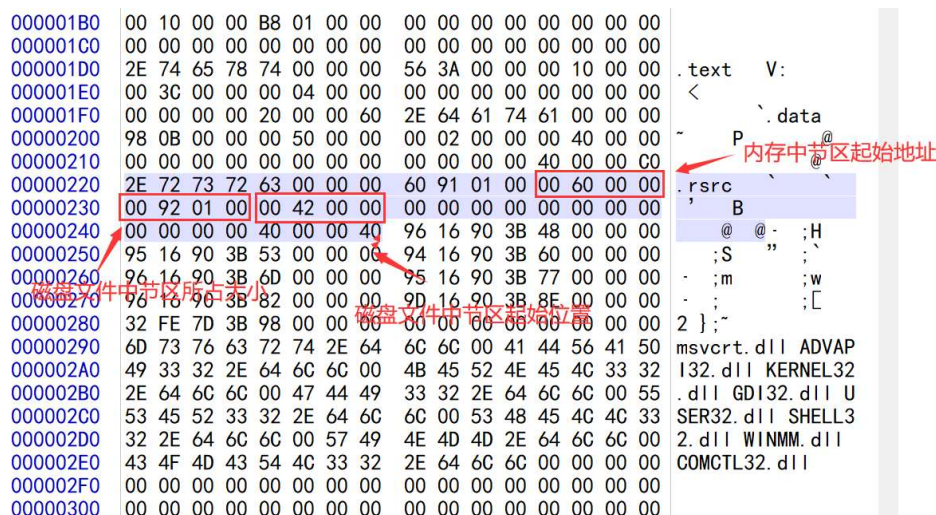 000001B0 00 10 00 00 B8 01 00 00 00 00 00 00 00 00 00 00
000001C0 00 00 00 00 00 00 00 00 00 00 00 00 00 00 00 00
000001D0 2E 74 65 78 74 00 00 00 56 3A 00 00 00 10 00 00 .text V:
000001E0 00 3C 00 00 00 04 00 00 00 00 00 00 00 00 00 00 <
000001F0 00 00 00 00 20 00 00 60 2E 64 61 74 61 00 00 00 `.data
00000200 98 0B 00 00 00 50 00 00 00 02 00 00 00 40 00 00 ~ P @
内存中节区起始地址
00000210 00 00 00 00 00 00 00 00 00 00 00 00 40 00 00 C0 @
00000220 2E 72 73 72 63 00 00 00 60 91 01 00 00 60 00 00 .rsrc ` `
00000230 00 92 01 00 00 42 00 00 00 00 00 00 00 00 00 00 ’ B
00000240 00 00 00 00 40 00 00 40 96 16 90 3B 48 00 00 00 @ @- ;H
00000250 95 16 90 3B 53 00 00 00 94 16 90 3B 60 00 00 00 ;S ” ;`
00000260 96 16 90 3B 6D 00 00 00 95 16 90 3B 77 00 00 00 - ;m ;w
磁盘文件中节区所占大小
00000270 16 90 3B 82 00 00 00 9D 16 90 3B 8E 00 00 00 - ; ;[
磁盘文件中节区起始位置
00000280 32 FE 7D 3B 98 00 00 00 00 00 00 00 00 00 00 00 2 };~
00000290 6D 73 76 63 72 74 2E 64 6C 6C 00 41 44 56 41 50 msvcrt.dll ADVAP
000002A0 49 33 32 2E 64 6C 6C 00 4B 45 52 4E 45 4C 33 32 I32.dll KERNEL32
000002B0 2E 64 6C 6C 00 47 44 49 33 32 2E 64 6C 6C 00 55 .dll GDI32.dll U
000002C0 53 45 52 33 32 2E 64 6C 6C 00 53 48 45 4C 4C 33 SER32.dll SHELL3
000002D0 32 2E 64 6C 6C 00 57 49 4E 4D 4D 2E 64 6C 6C 00 2.dll WINMM.dll
000002E0 43 4F 4D 43 54 4C 33 32 2E 64 6C 6C 00 00 00 00 COMCTL32.dll
000002F0 00 00 00 00 00 00 00 00 00 00 00 00 00 00 00 00
00000300 00 00 00 00 00 00 00 00 00 00 00 00 00 00 00 00